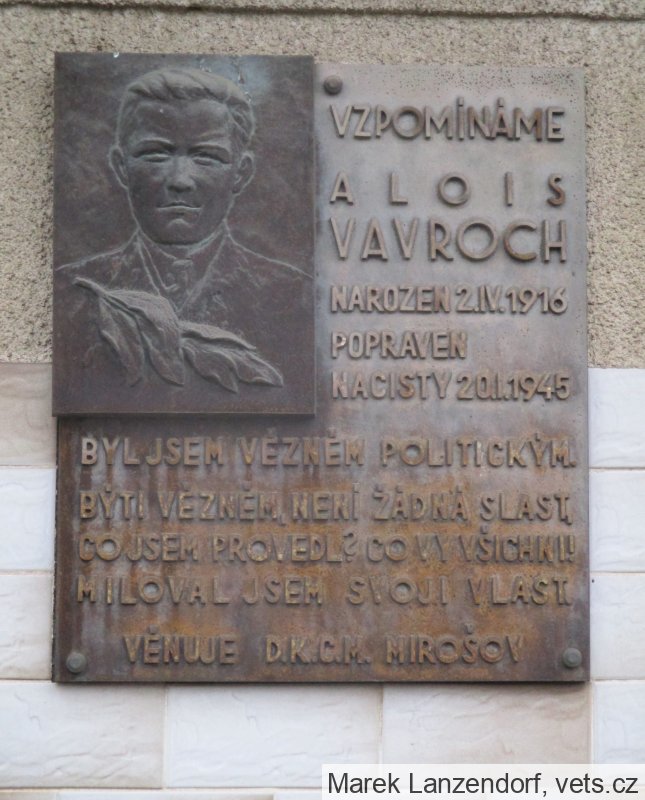 VZPOMÍNÁME
ALOIS
VAVROCH
NAROZEN 2.IV.1916
POPRAVEN
NACISTY 20.I.1945
BYL JSEM VĚZNĚM POLITICKÝM.
BÝTI VĚZNĚM, NENÍ ŽÁDNÁ SLAST,
CO JSEM PROVEDL? CO VY VŠICHNI!
MILOVAL JSEM SVOJI VLAST.
VĚNUJE D.K.C.M. MIROŠOV
Marek Lanzendorf, vets.cz